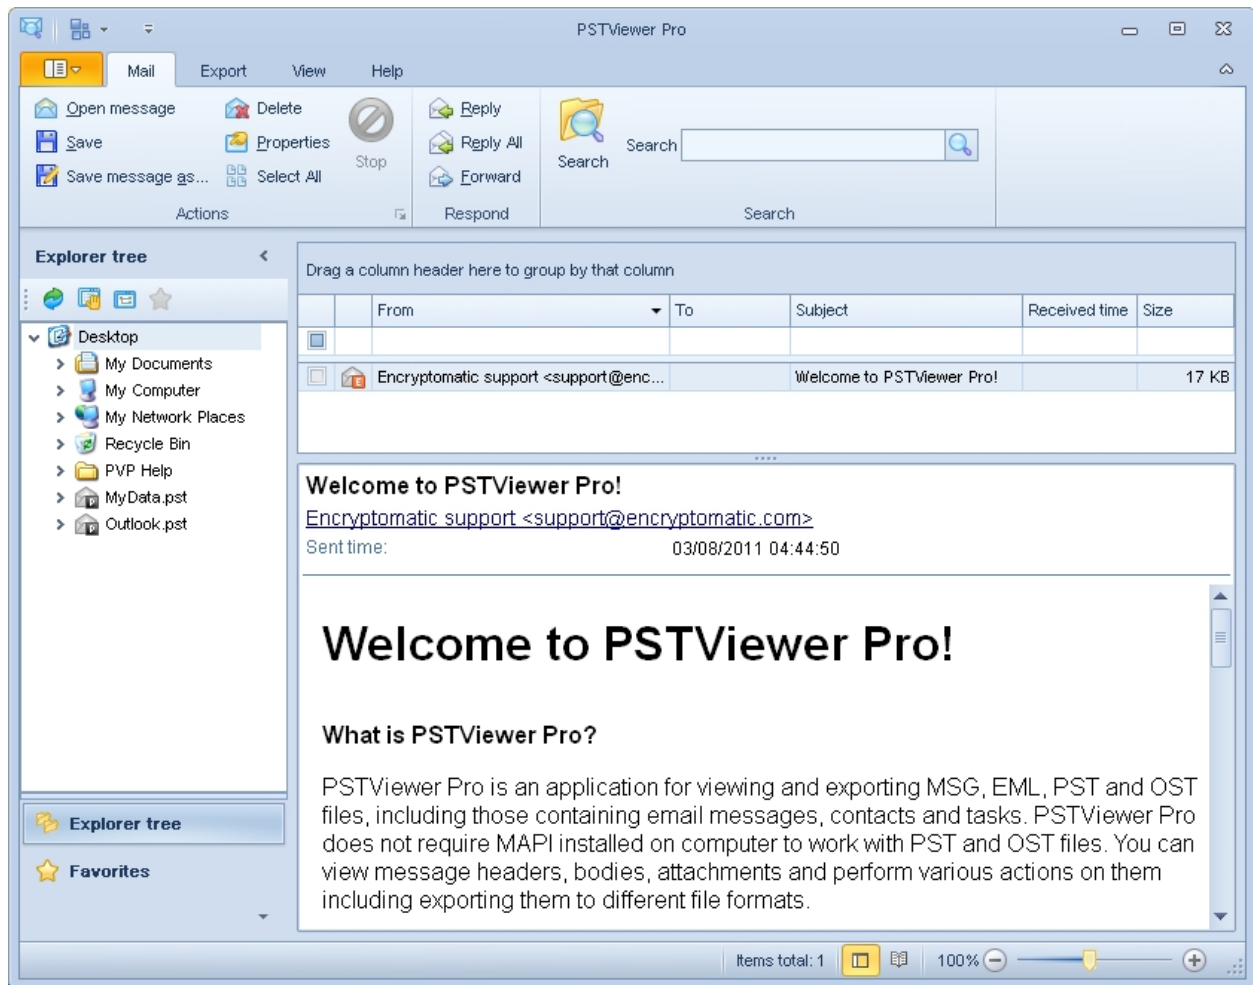 PSTViewer Pro
Mail Export View Help
Open message Delete Reply
Save Properties Reply All Search
Save message as... Select All Stop Forward Search
Actions Respond Search
Explorer tree
Drag a column header here to group by that column
From To Subject Received time Size
Desktop
My Documents
My Computer
My Network Places
Recycle Bin
PVP Help
MyData.pst
Outlook.pst
Encryptomatic support <support@enc... Welcome to PSTViewer Pro! 17 KB
Welcome to PSTViewer Pro!
Encryptomatic support <support@encryptomatic.com>
Sent time: 03/08/2011 04:44:50
Welcome to PSTViewer Pro!
What is PSTViewer Pro?
PSTViewer Pro is an application for viewing and exporting MSG, EML, PST and OST
files, including those containing email messages, contacts and tasks. PSTViewer Pro
does not require MAPI installed on computer to work with PST and OST files. You can
view message headers, bodies, attachments and perform various actions on them
including exporting them to different file formats.
Explorer tree
Favorites
Items total: 1 100%